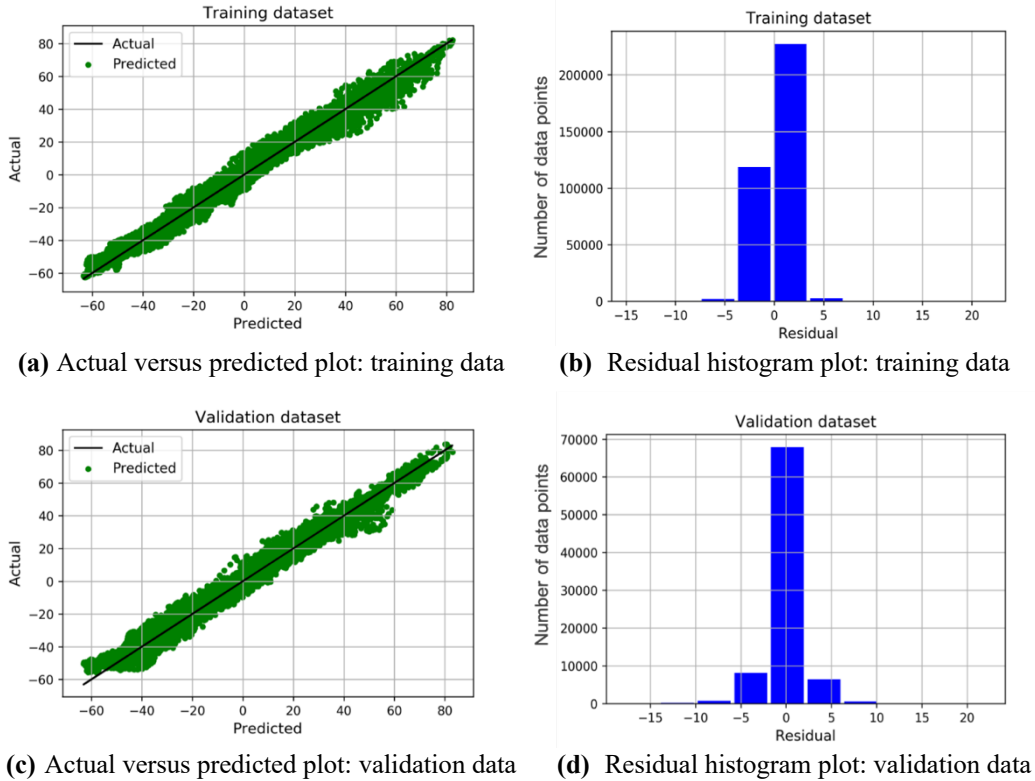 Training dataset
Actual
Predicted
80
60
40
20
0
−20
−40
−60
Actual
−60 −40 −20 0 20 40 60 80
Predicted
(a) Actual versus predicted plot: training data
Training dataset
200000
150000
100000
50000
0
Number of data points
−15 −10 −5 0 5 10 15 20
Residual
(b) Residual histogram plot: training data
Validation dataset
Actual
Predicted
80
60
40
20
0
−20
−40
−60
Actual
−60 −40 −20 0 20 40 60 80
Predicted
(c) Actual versus predicted plot: validation data
Validation dataset
70000
60000
50000
40000
30000
20000
10000
0
Number of data points
−15 −10 −5 0 5 10 15 20
Residual
(d) Residual histogram plot: validation data